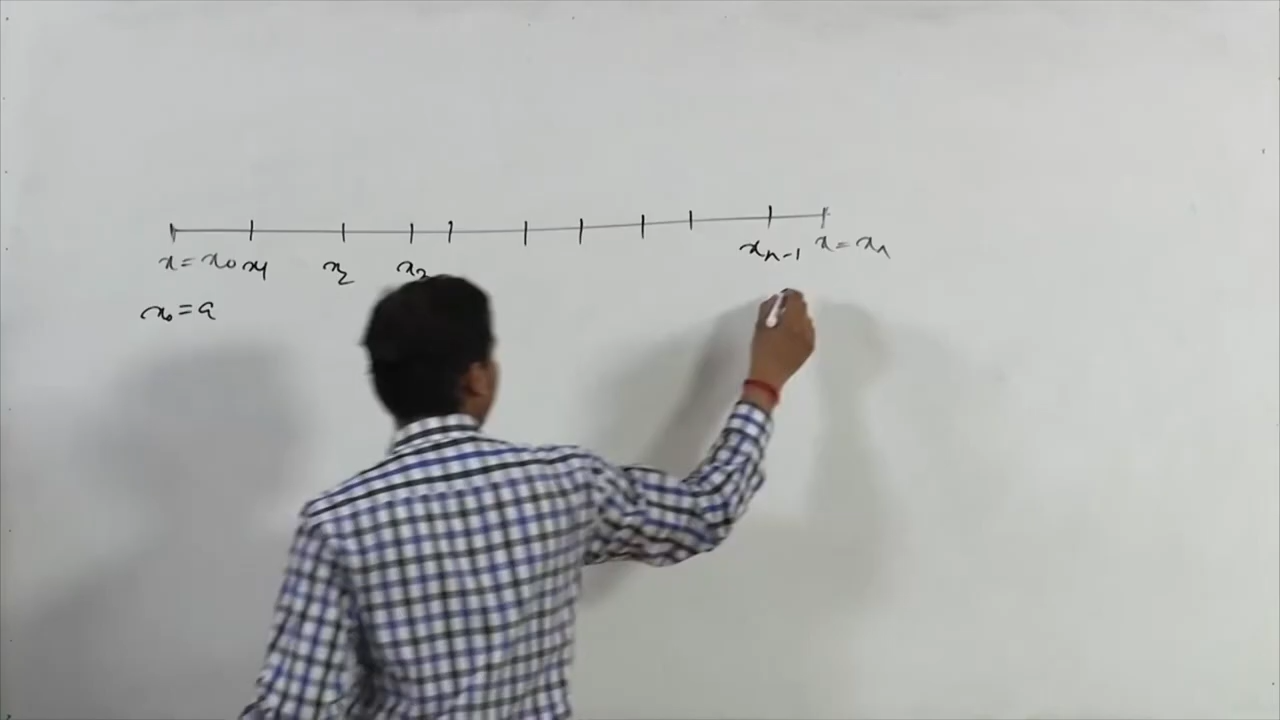 x = x₀ x₁ x₂ x₃ xₙ₋₁ x = xₙ
x₀ = a